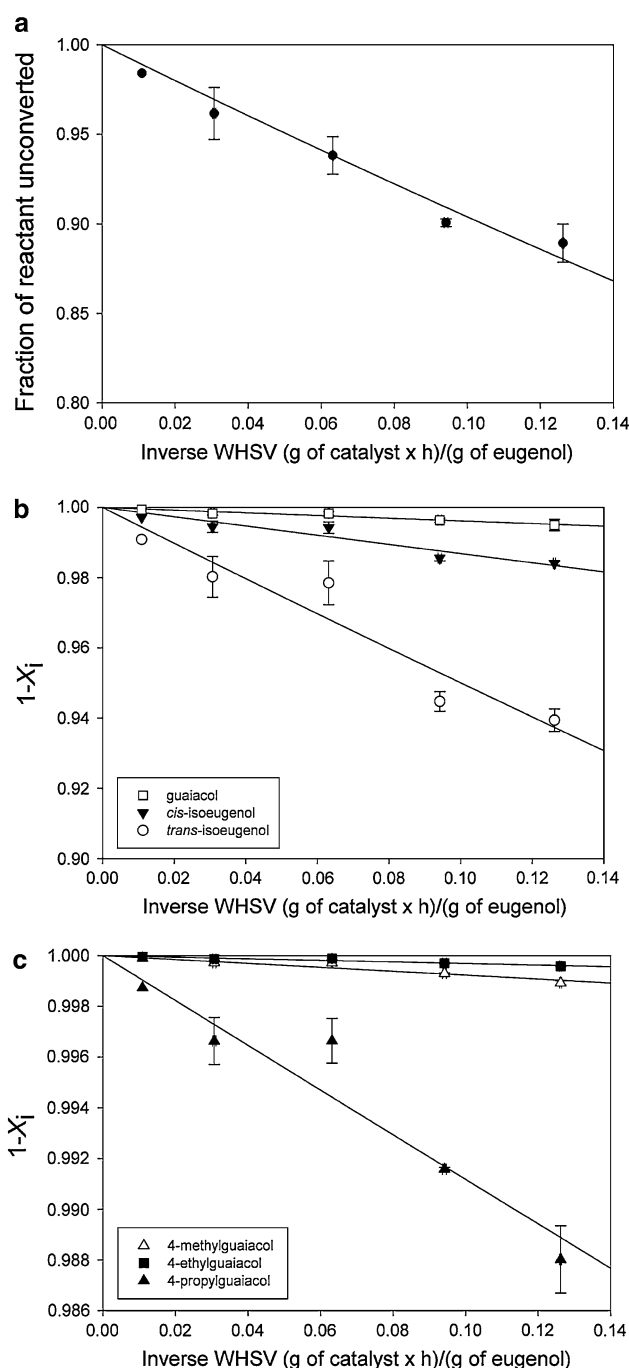 a
Fraction of reactant unconverted
1.00
0.95
0.90
0.85
0.80
0.00 0.02 0.04 0.06 0.08 0.10 0.12 0.14
Inverse WHSV (g of catalyst x h)/(g of eugenol)
b
1-Xi
1.00
0.98
0.96
0.94
0.92
0.90
guaiacol
cis-isoeugenol
trans-isoeugenol
0.00 0.02 0.04 0.06 0.08 0.10 0.12 0.14
Inverse WHSV (g of catalyst x h)/(g of eugenol)
c
1-Xi
1.000
0.998
0.996
0.994
0.992
0.990
0.988
0.986
4-methylguaiacol
4-ethylguaiacol
4-propylguaiacol
0.00 0.02 0.04 0.06 0.08 0.10 0.12 0.14
Inverse WHSV (g of catalyst x h)/(g of eugenol)